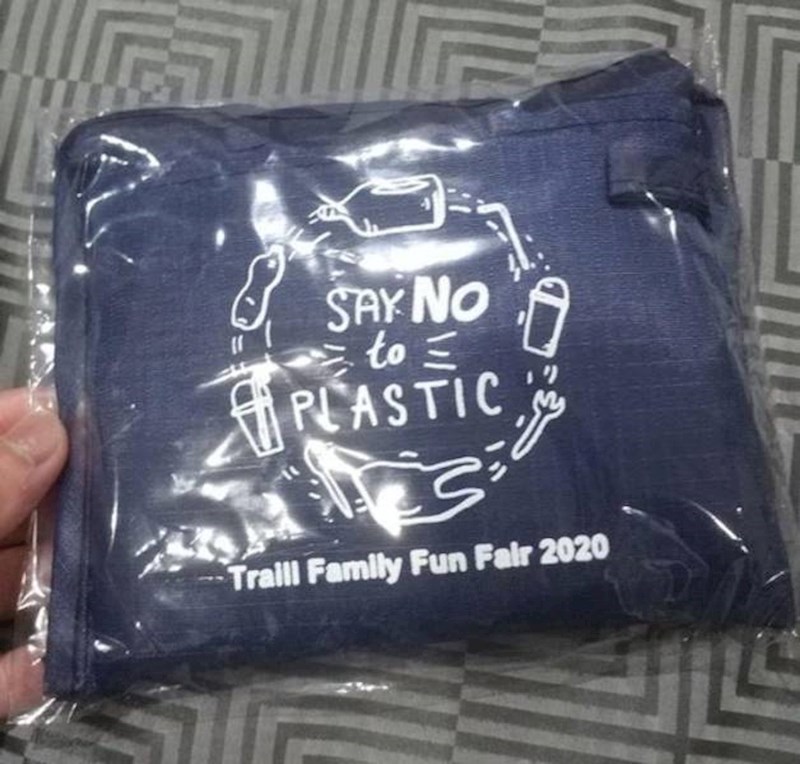 SAY NO
to
PLASTIC
Traill Family Fun Fair 2020